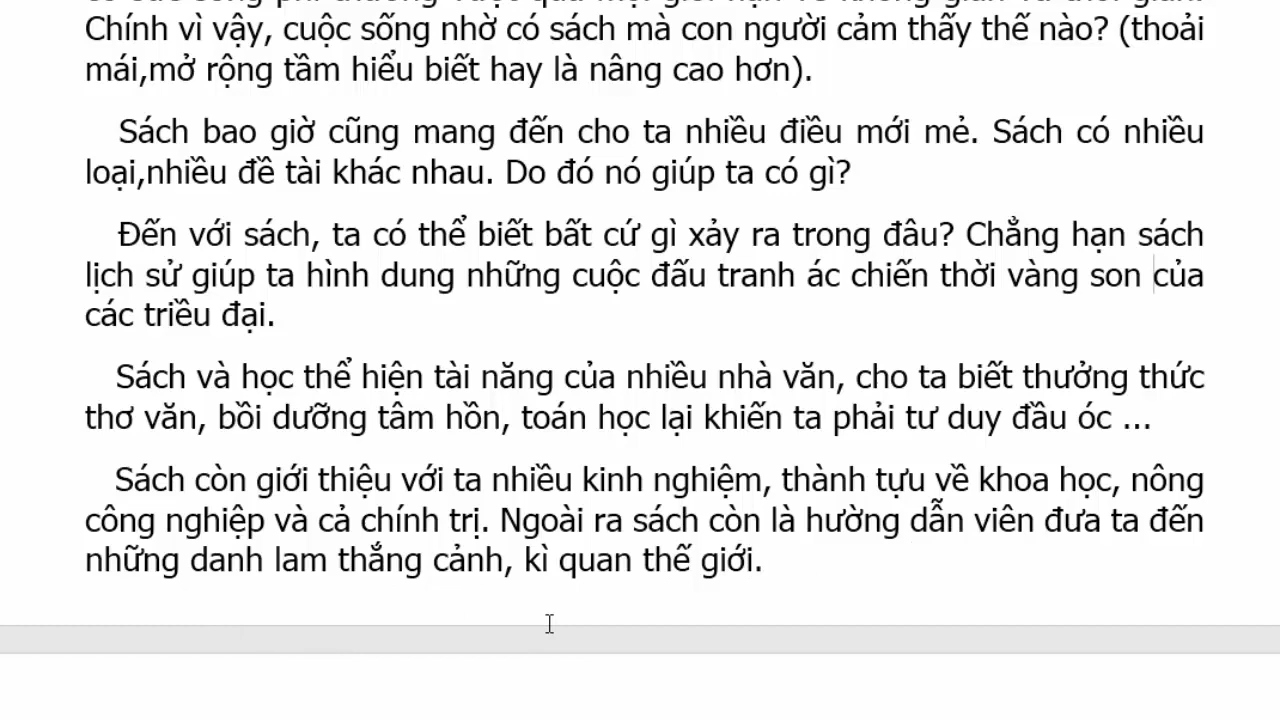 Chính vì vậy, cuộc sống nhờ có sách mà con người cảm thấy thế nào? (thoải
mái,mở rộng tầm hiểu biết hay là nâng cao hơn).
Sách bao giờ cũng mang đến cho ta nhiều điều mới mẻ. Sách có nhiều
loại,nhiều đề tài khác nhau. Do đó nó giúp ta có gì?
Đến với sách, ta có thể biết bất cứ gì xảy ra trong đâu? Chẳng hạn sách
lịch sử giúp ta hình dung những cuộc đấu tranh ác chiến thời vàng son của
các triều đại.
Sách và học thể hiện tài năng của nhiều nhà văn, cho ta biết thưởng thức
thơ văn, bồi dưỡng tâm hồn, toán học lại khiến ta phải tư duy đầu óc ...
Sách còn giới thiệu với ta nhiều kinh nghiệm, thành tựu về khoa học, nông
công nghiệp và cả chính trị. Ngoài ra sách còn là hường dẫn viên đưa ta đến
những danh lam thắng cảnh, kì quan thế giới.